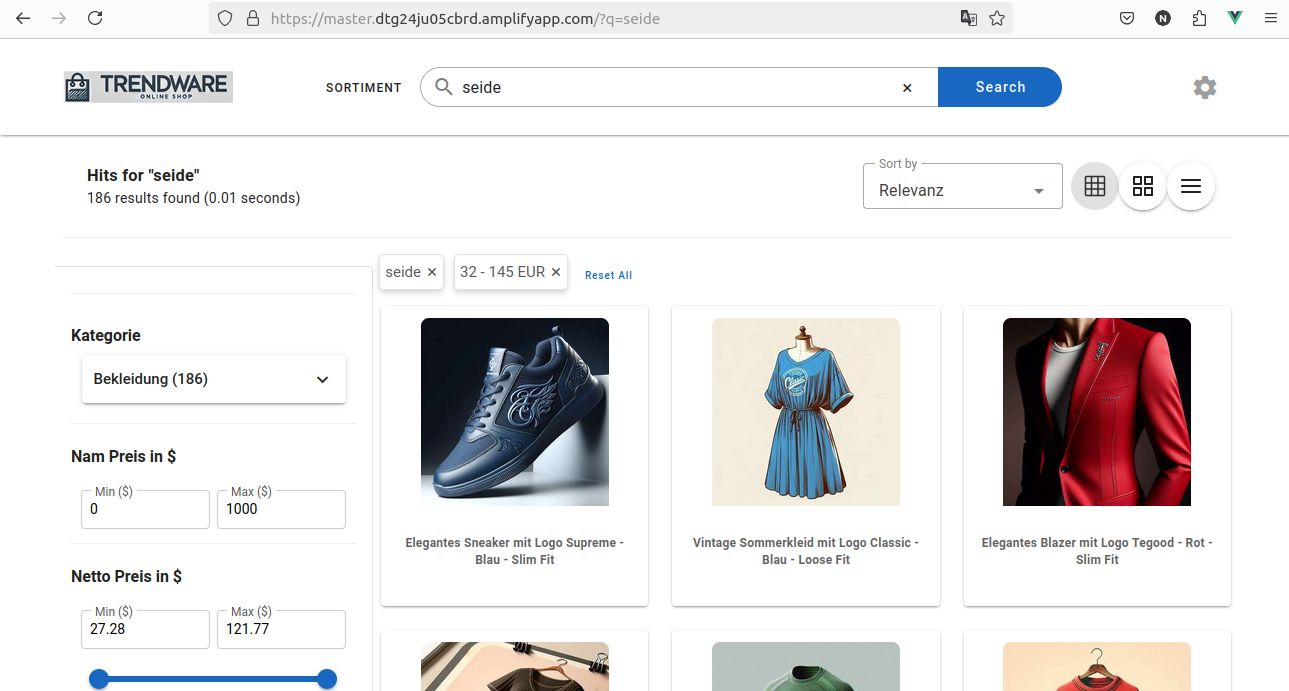 https://master.dtg24ju05cbrd.amplifyapp.com/?q=seide
TRENDWARE
ONLINE SHOP
SORTIMENT
seide
Search
Hits for "seide"
186 results found (0.01 seconds)
Sort by
Relevanz
seide ×
32 - 145 EUR ×
Reset All
Kategorie
Bekleidung (186)
Nam Preis in $
Min ($)
0
Max ($)
1000
Netto Preis in $
Min ($)
27.28
Max ($)
121.77
Classic
Elegantes Sneaker mit Logo Supreme -
Blau - Slim Fit
Vintage Sommerkleid mit Logo Classic -
Blau - Loose Fit
Elegantes Blazer mit Logo Tegood - Rot -
Slim Fit